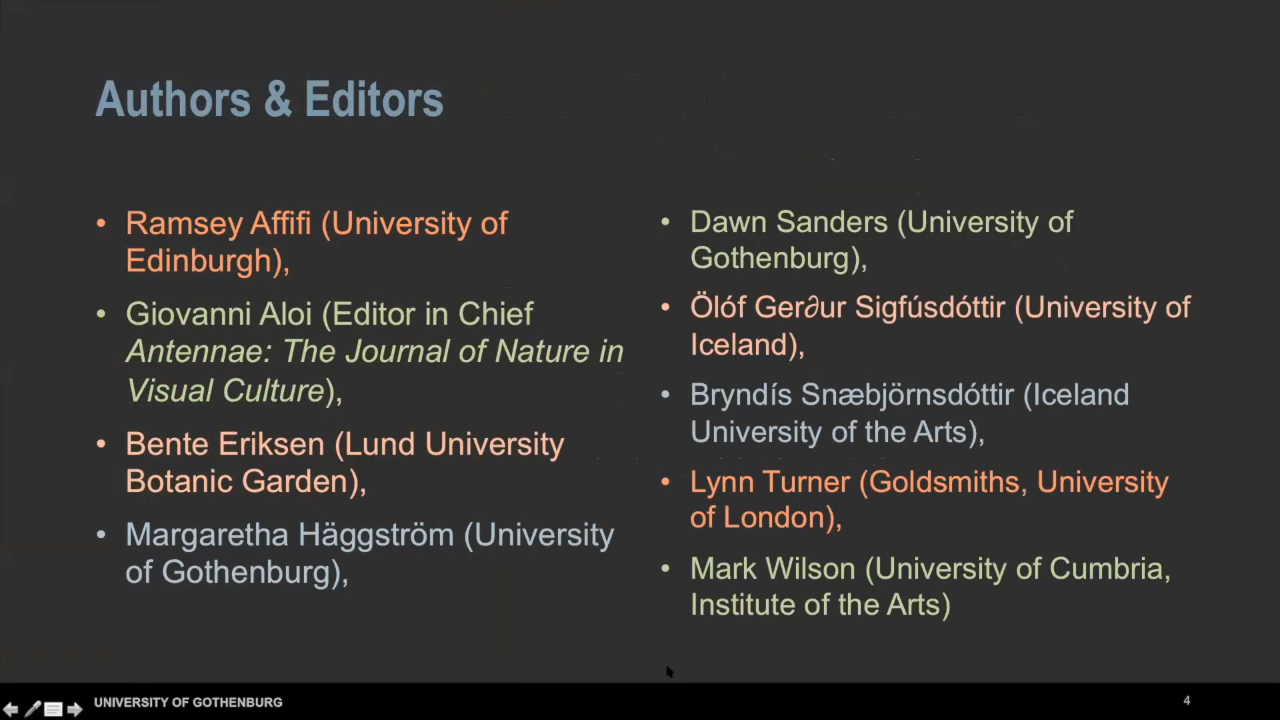 Authors & Editors
• Ramsey Affifi (University of
Edinburgh),
• Giovanni Aloi (Editor in Chief
Antennae: The Journal of Nature in
Visual Culture),
• Bente Eriksen (Lund University
Botanic Garden),
• Margaretha Häggström (University
of Gothenburg),
• Dawn Sanders (University of
Gothenburg),
• Ölóf Ger∂ur Sigfúsdóttir (University of
Iceland),
• Bryndís Snæbjörnsdóttir (Iceland
University of the Arts),
• Lynn Turner (Goldsmiths, University
of London),
• Mark Wilson (University of Cumbria,
Institute of the Arts)
UNIVERSITY OF GOTHENBURG
4